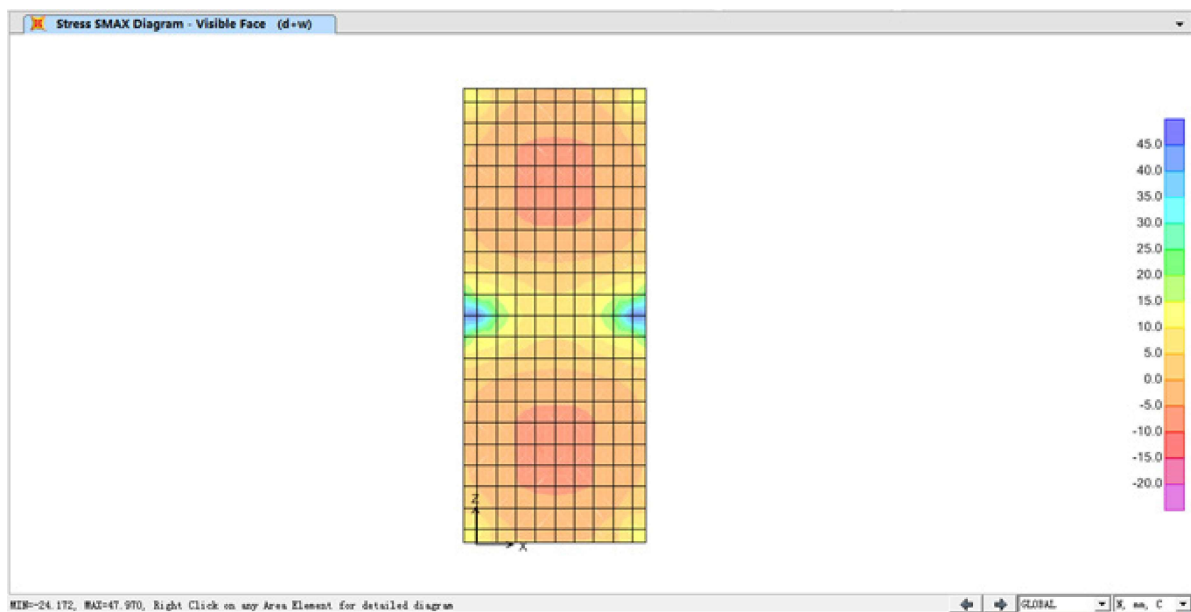 Stress SMAX Diagram - Visible Face (d+w)
45.0
40.0
35.0
30.0
25.0
20.0
15.0
10.0
5.0
0.0
-5.0
-10.0
-15.0
-20.0
Z
X
MIN=-24.172, MAX=47.970, Right Click on any Area Element for detailed diagram
GLOBAL
N, mm, C